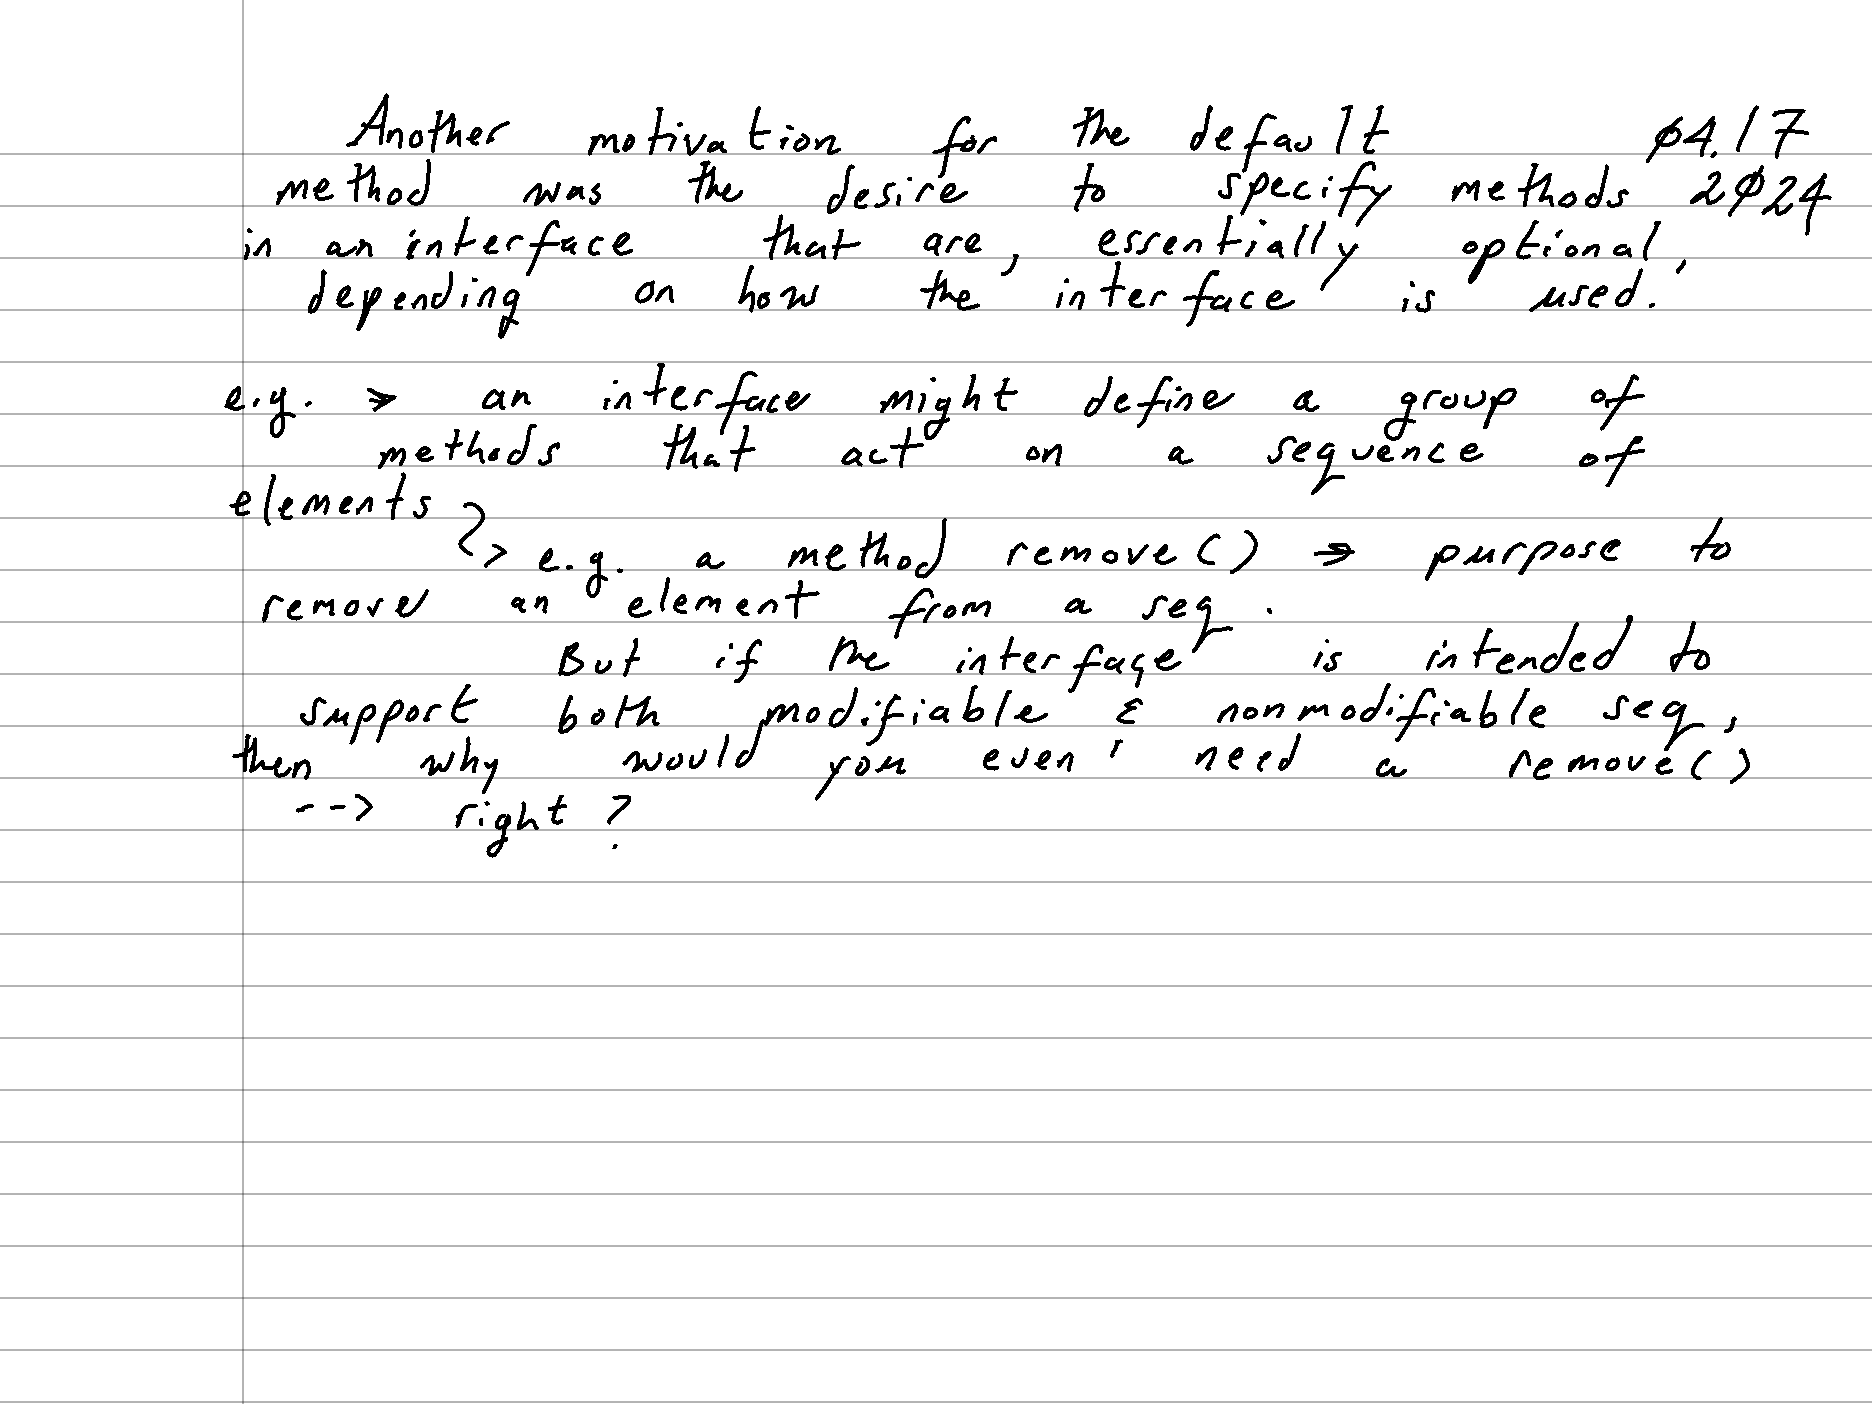 Another motivation for the default ø4.17
method was the desire to specify methods 2ø24
in an interface that are, essentially optional,
depending on how the interface is used.
e.g. → an interface might define a group of
methods that act on a sequence of
elements
↳ e.g. a method remove() → purpose to
remove an element from a seq.
But if the interface is intended to
support both modifiable & nonmodifiable seq,
then why would you even need a remove()
--> right?